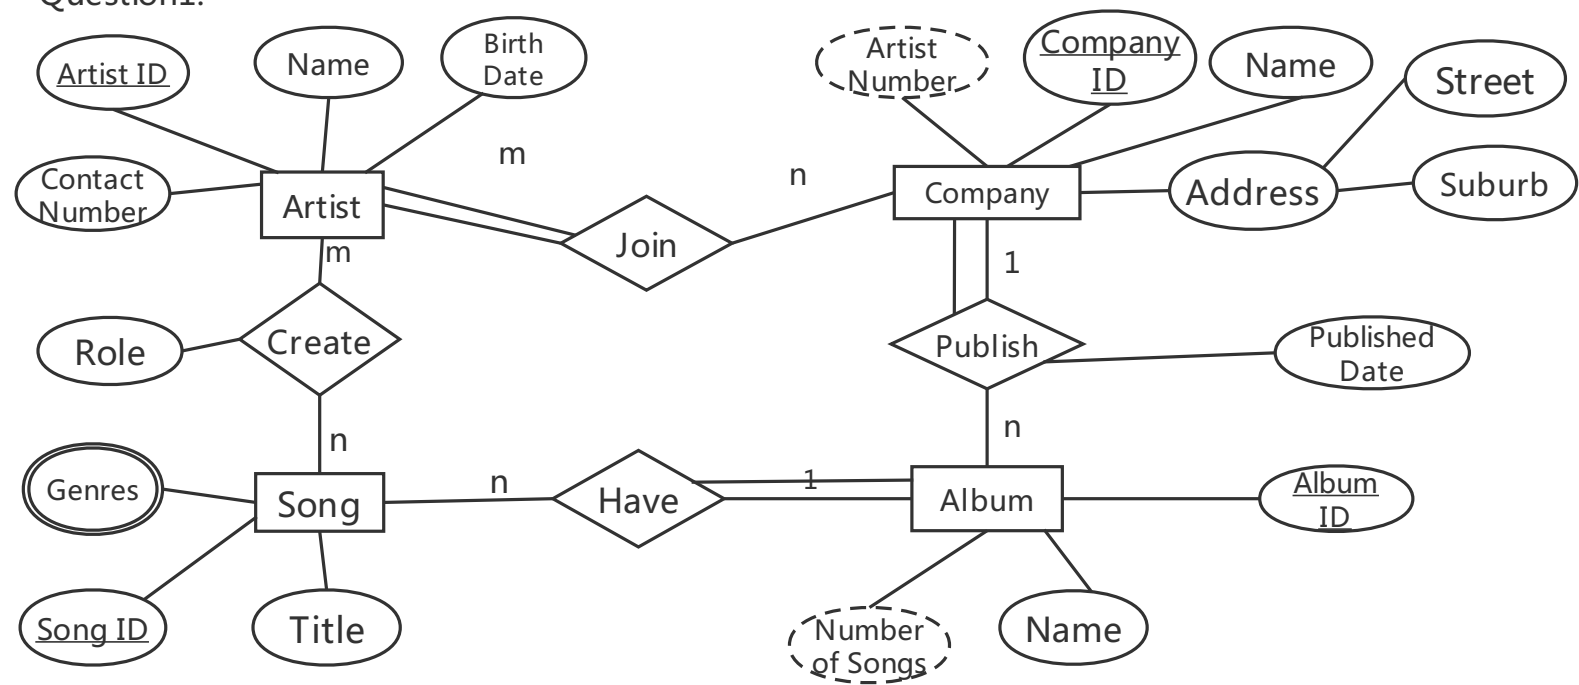 Question1:
Artist ID
Name
Birth
Date
Artist
Number
Company
ID
Name
Street
Contact
Number
Artist
m
n
Company
Address
Suburb
Join
m
1
Role
Create
Publish
Published
Date
n
n
Genres
Song
n
Have
1
Album
Album
ID
Song ID
Title
Number
of Songs
Name